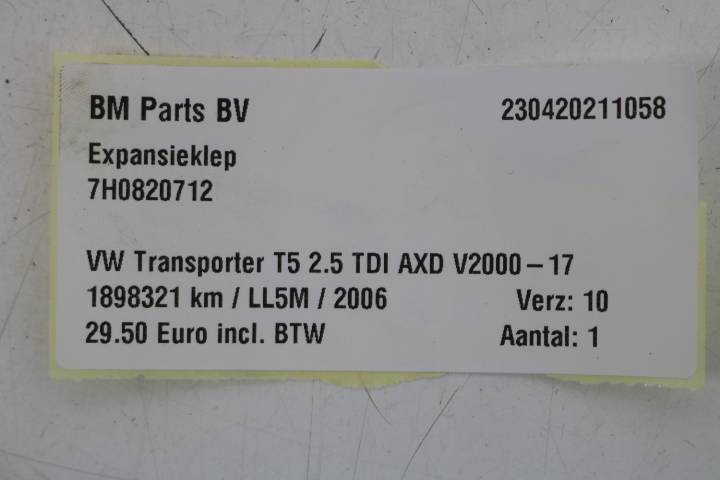 BM Parts BV 230420211058
Expansieklep
7H0820712
VW Transporter T5 2.5 TDI AXD V2000-17
1898321 km / LL5M / 2006 Verz: 10
29.50 Euro incl. BTW Aantal: 1